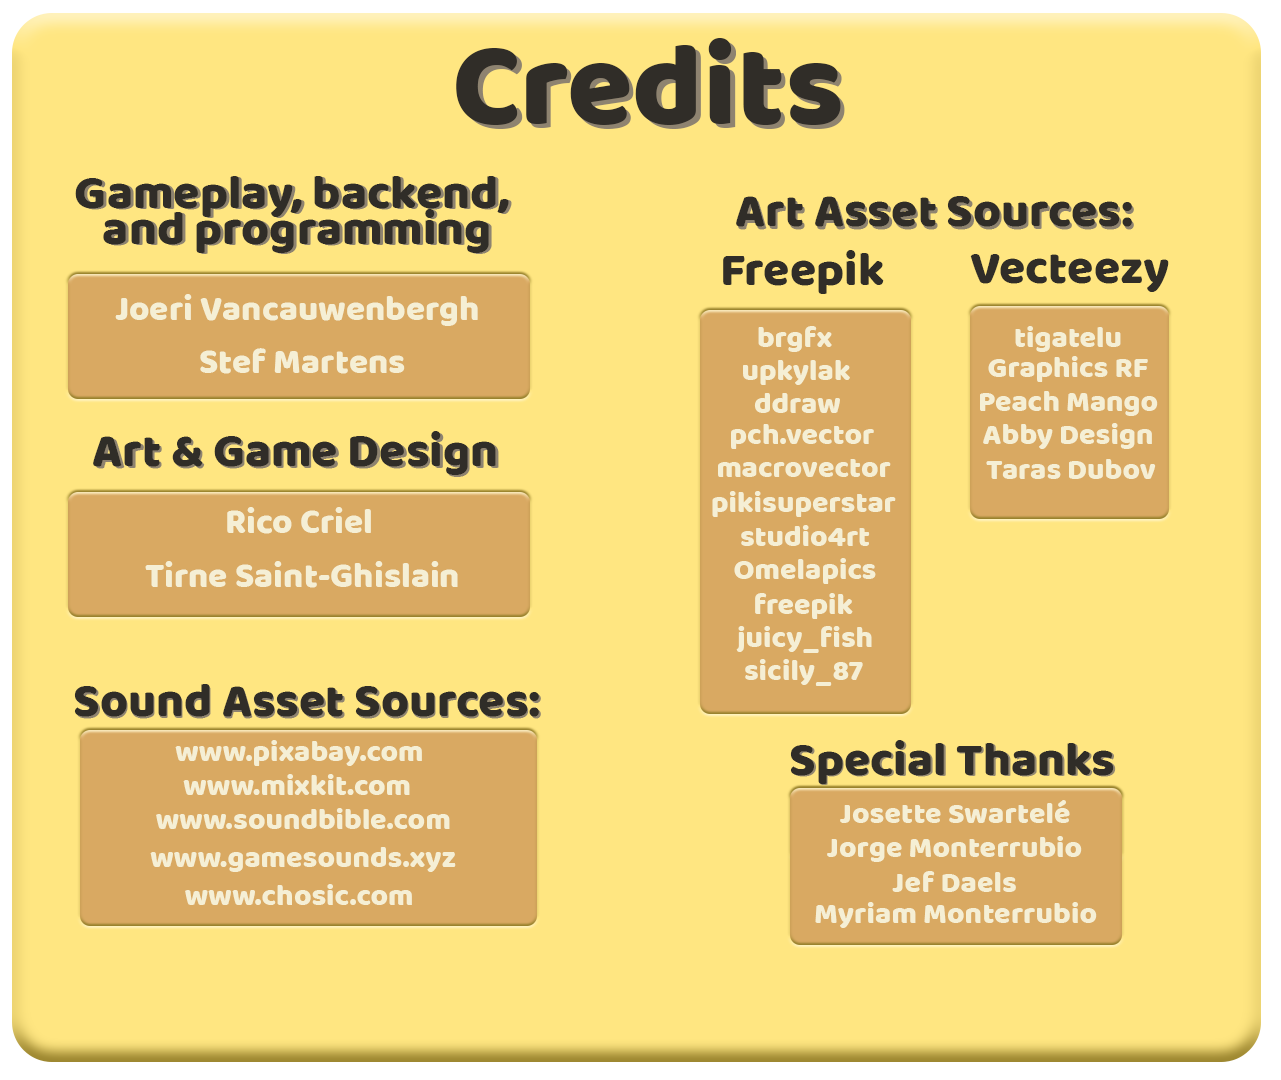 Credits
Gameplay, backend,
and programming
Joeri Vancauwenbergh
Stef Martens
Art & Game Design
Rico Criel
Tirne Saint-Ghislain
Sound Asset Sources:
www.pixabay.com
www.mixkit.com
www.soundbible.com
www.gamesounds.xyz
www.chosic.com
Art Asset Sources:
Freepik
brgfx
upkylak
ddraw
pch.vector
macrovector
pikisuperstar
studio4rt
Omelapics
freepik
juicy_fish
sicily_87
Vecteezy
tigatelu
Graphics RF
Peach Mango
Abby Design
Taras Dubov
Special Thanks
Josette Swartelé
Jorge Monterrubio
Jef Daels
Myriam Monterrubio